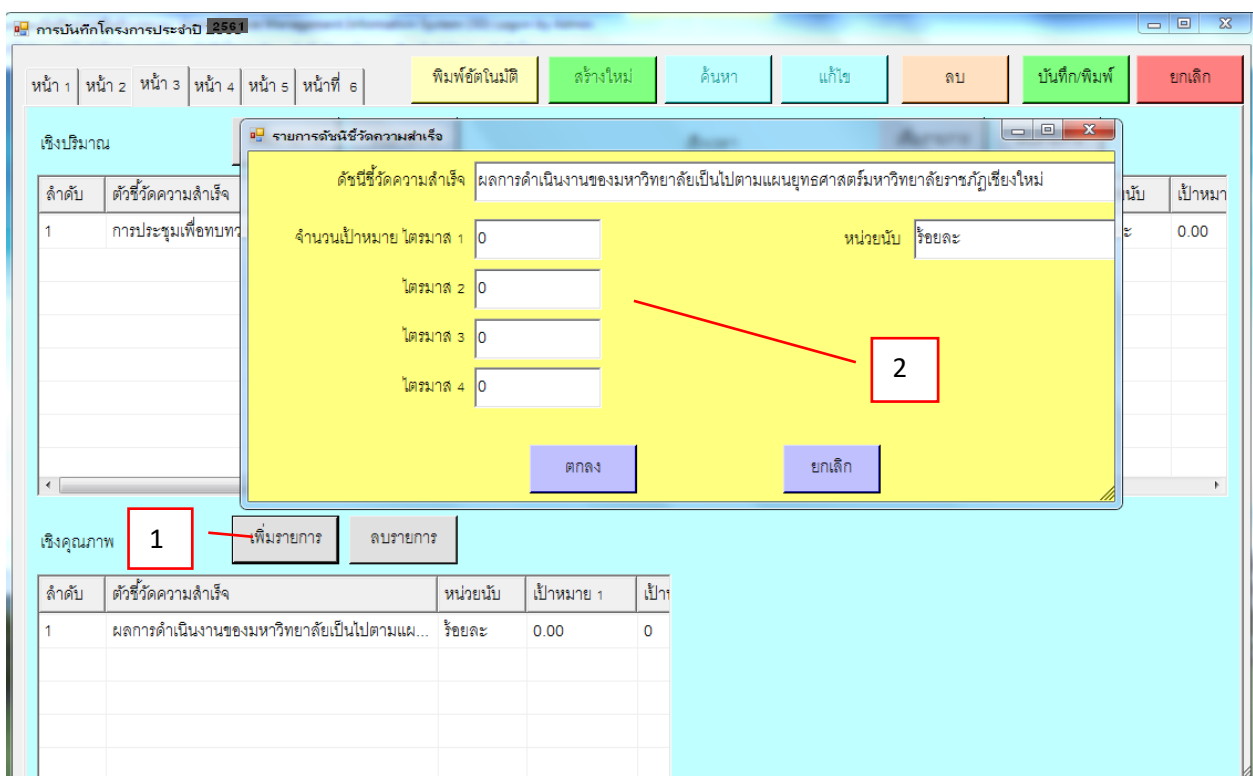 การบันทึกโครงการประจำปี 2561
หน้า 1 หน้า 2 หน้า 3 หน้า 4 หน้า 5 หน้าที่ 6
พิมพ์อัตโนมัติ สร้างใหม่ ค้นหา แก้ไข ลบ บันทึก/พิมพ์ ยกเลิก
เชิงปริมาณ
รายการดัชนีชี้วัดความสำเร็จ
ดัชนีชี้วัดความสำเร็จ ผลการดำเนินงานของมหาวิทยาลัยเป็นไปตามแผนยุทธศาสตร์มหาวิทยาลัยราชภัฏเชียงใหม่
ลำดับ ตัวชี้วัดความสำเร็จ นับ เป้าหมา
1 การประชุมเพื่อทบทว 0.00
จำนวนเป้าหมาย ไตรมาส 1 0 หน่วยนับ ร้อยละ
ไตรมาส 2 0
ไตรมาส 3 0
2
ไตรมาส 4 0
ตกลง ยกเลิก
เชิงคุณภาพ 1 เพิ่มรายการ ลบรายการ
ลำดับ ตัวชี้วัดความสำเร็จ หน่วยนับ เป้าหมาย 1 เป้า
1 ผลการดำเนินงานของมหาวิทยาลัยเป็นไปตามแผ... ร้อยละ 0.00 0